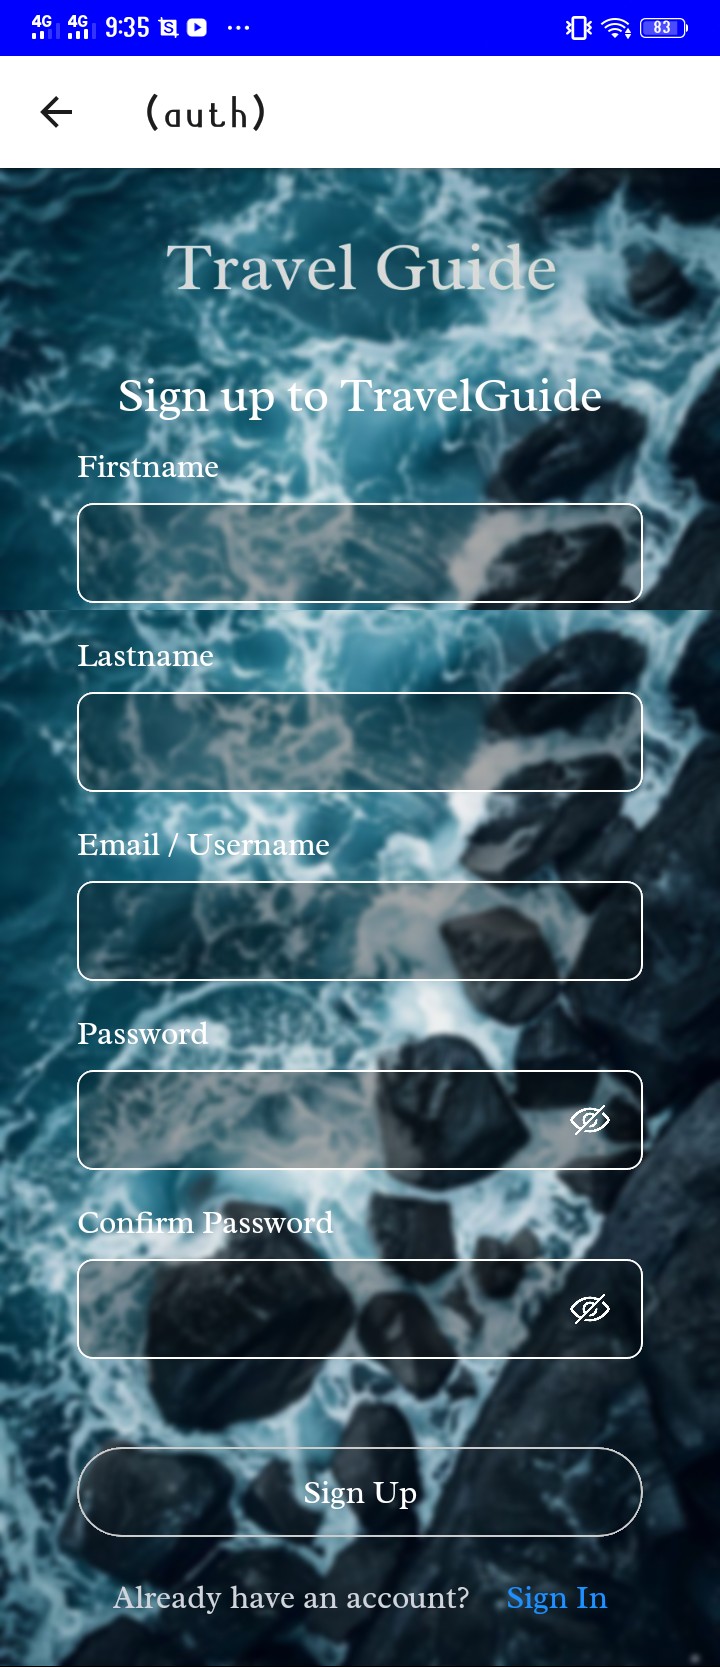 4G 4G 9:35 83
(auth)
Travel Guide
Sign up to TravelGuide
Firstname
Lastname
Email / Username
Password
Confirm Password
Sign Up
Already have an account? Sign In